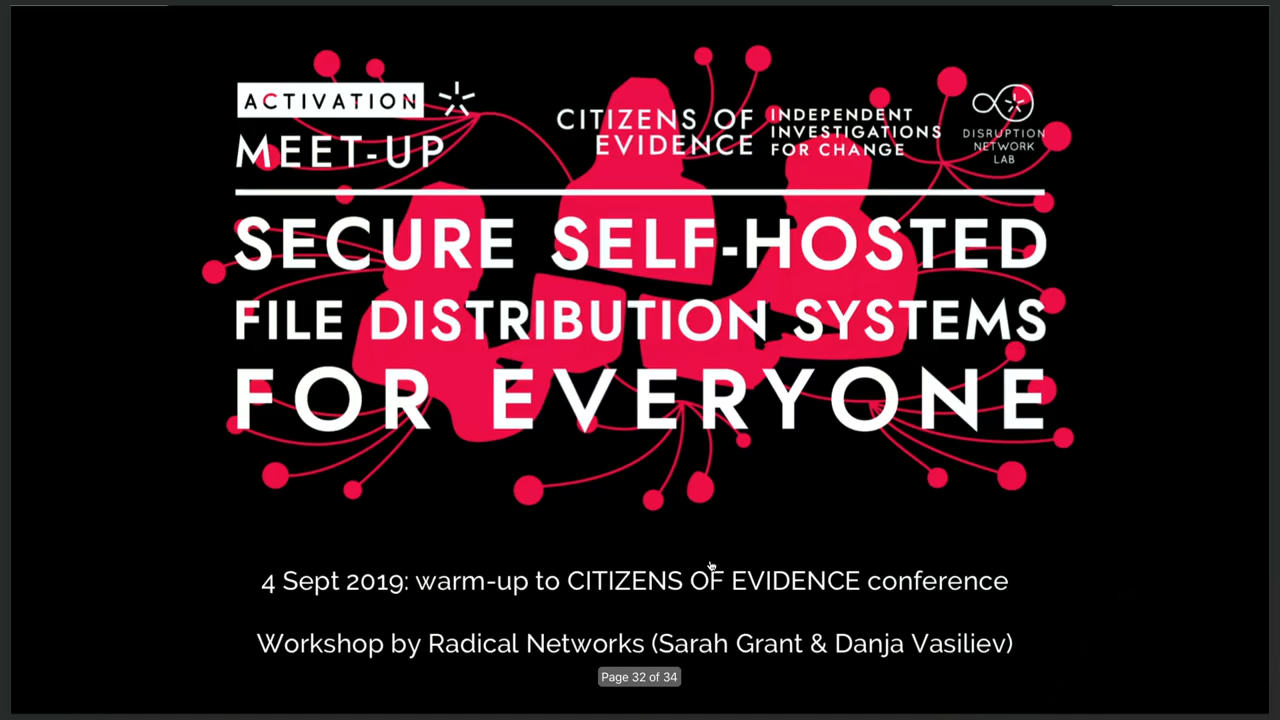 ACTIVATION
MEET-UP
CITIZENS OF
EVIDENCE
INDEPENDENT
INVESTIGATIONS
FOR CHANGE
DISRUPTION
NETWORK
LAB
SECURE SELF-HOSTED
FILE DISTRIBUTION SYSTEMS
FOR EVERYONE
4 Sept 2019: warm-up to CITIZENS OF EVIDENCE conference
Workshop by Radical Networks (Sarah Grant & Danja Vasiliev)
Page 32 of 34